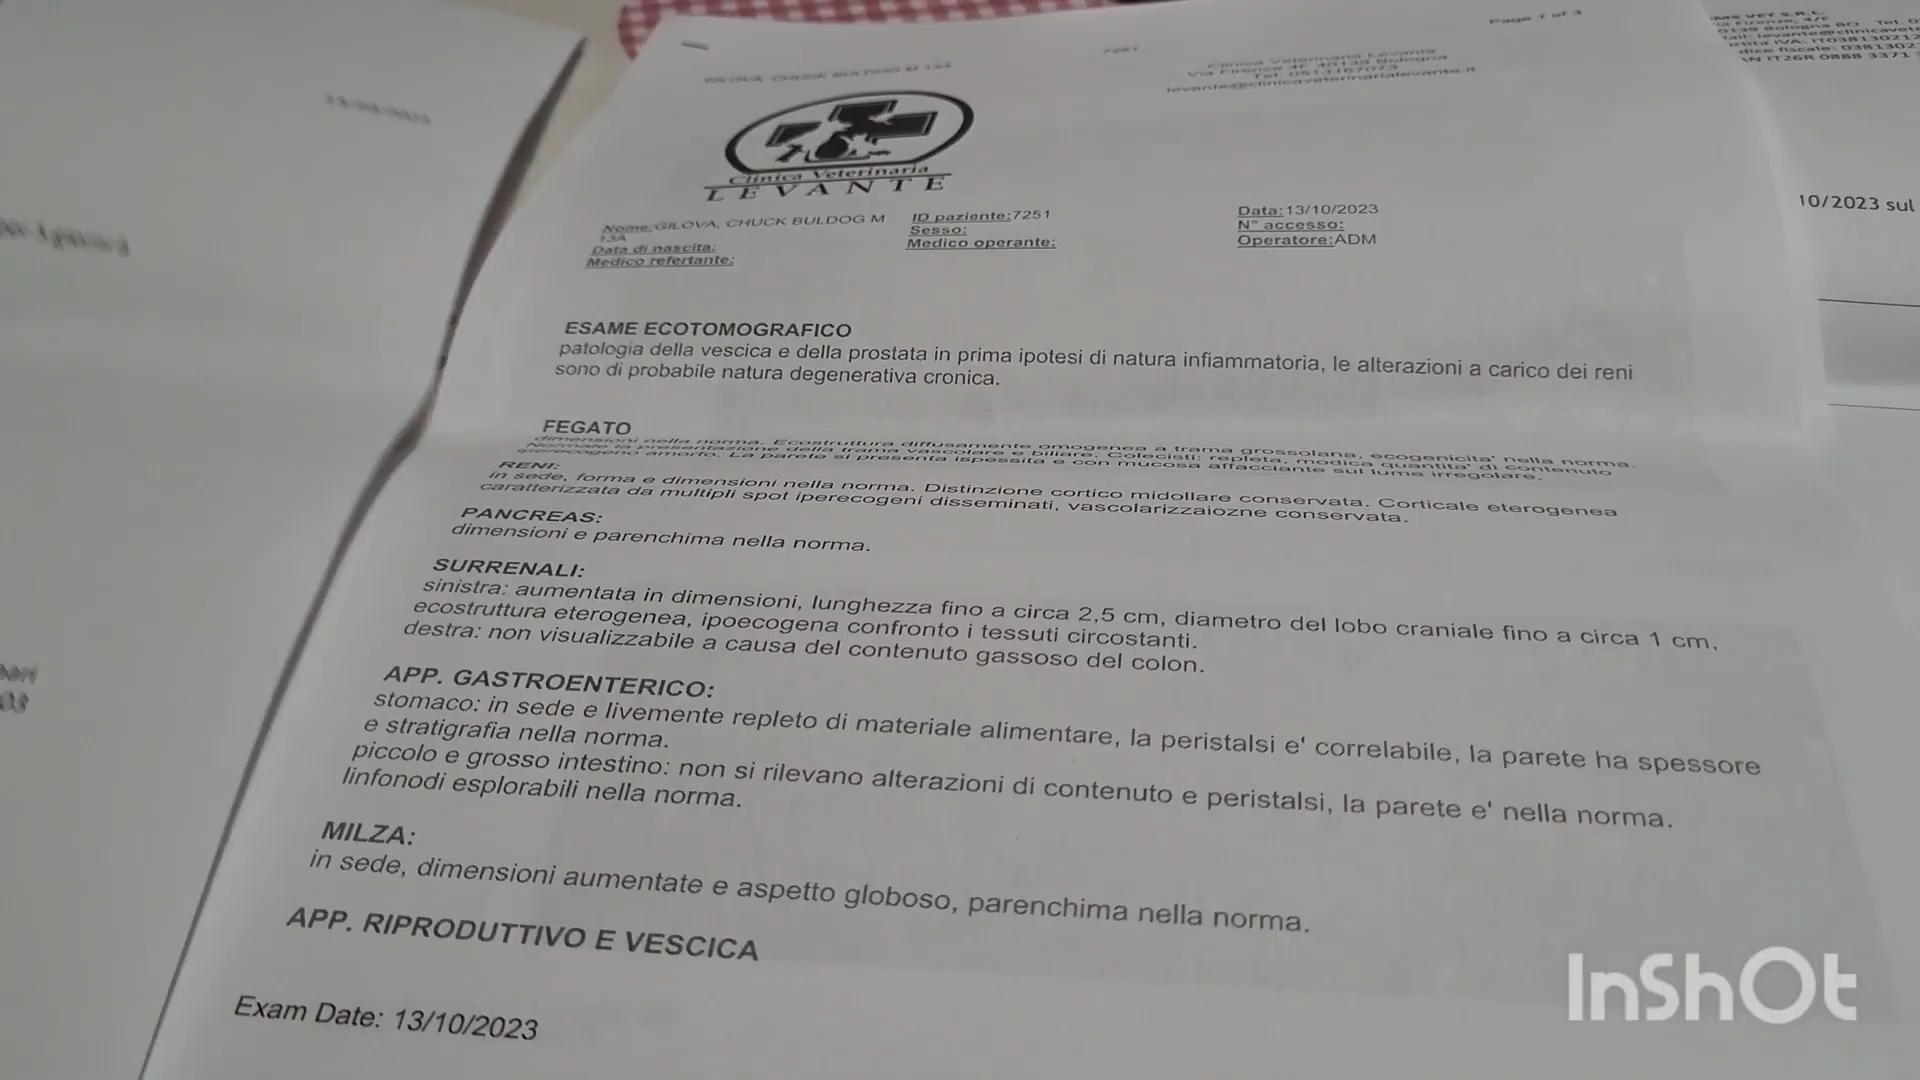 Page 1 of 3
7251
GILOVA, CHUCK BULDOG M 13A
Clinica Veterinaria Levante
Via Firenze 4F 40139 Bologna
Tel. 0513167073
levante@clinicaveterinarialevante.it
Clinica Veterinaria
LEVANTE
Nome:GILOVA, CHUCK BULDOG M
13A
Data di nascita:
Medico refertante:
ID paziente:7251
Sesso:
Medico operante:
Data:13/10/2023
N° accesso:
Operatore:ADM
ESAME ECOTOMOGRAFICO
patologia della vescica e della prostata in prima ipotesi di natura infiammatoria, le alterazioni a carico dei reni
sono di probabile natura degenerativa cronica.
FEGATO
dimensioni nella norma. Ecostruttura diffusamente omogenea a trama grossolana, ecogenicita' nella norma.
Normale la presentazione della trama vascolare e biliare. Colecisti: repleta, modica quantita' di contenuto
iperecogeno amorfo. La parete si presenta ispessita e con mucosa affacciante sul lume irregolare.
RENI:
in sede, forma e dimensioni nella norma. Distinzione cortico midollare conservata. Corticale eterogenea
caratterizzata da multipli spot iperecogeni disseminati, vascolarizzaiozne conservata.
PANCREAS:
dimensioni e parenchima nella norma.
SURRENALI:
sinistra: aumentata in dimensioni, lunghezza fino a circa 2,5 cm, diametro del lobo craniale fino a circa 1 cm,
ecostruttura eterogenea, ipoecogena confronto i tessuti circostanti.
destra: non visualizzabile a causa del contenuto gassoso del colon.
APP. GASTROENTERICO:
stomaco: in sede e livemente repleto di materiale alimentare, la peristalsi e' correlabile, la parete ha spessore
e stratigrafia nella norma.
piccolo e grosso intestino: non si rilevano alterazioni di contenuto e peristalsi, la parete e' nella norma.
linfonodi esplorabili nella norma.
MILZA:
in sede, dimensioni aumentate e aspetto globoso, parenchima nella norma.
APP. RIPRODUTTIVO E VESCICA
Exam Date: 13/10/2023
10/2023 sul
InShOt